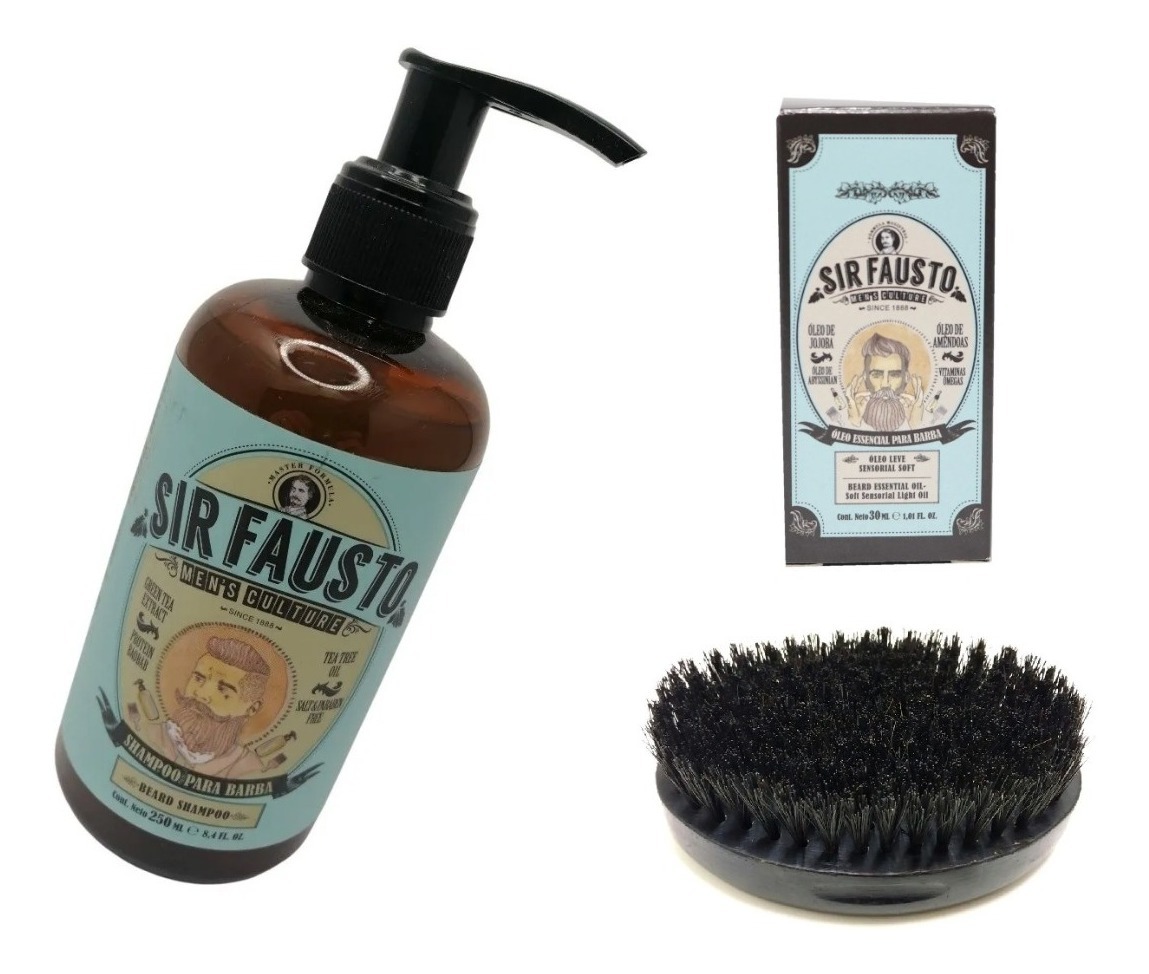 MASTER FORMULA
SIR FAUSTO
MEN'S CULTURE
SINCE 1888
GREEN TEA
EXTRACT
PROTEIN
BAOBAB
TEA TREE
OIL
SALT & PARABEN
FREE
SHAMPOO PARA BARBA
BEARD SHAMPOO
Cont. Neto 250 ML ℮ 8,4 FL. OZ.
SIR FAUSTO
MEN'S CULTURE
SINCE 1888
ÓLEO DE
JOJOBA
ÓLEO DE
ABYSSINIAN
ÓLEO DE
AMÊNDOAS
VITAMINAS
ÔMEGAS
ÓLEO ESSENCIAL PARA BARBA
ÓLEO LEVE
SENSORIAL SOFT
BEARD ESSENTIAL OIL-
Soft Sensorial Light Oil
Cont. Neto 30 ML ℮ 1,01 FL. OZ.